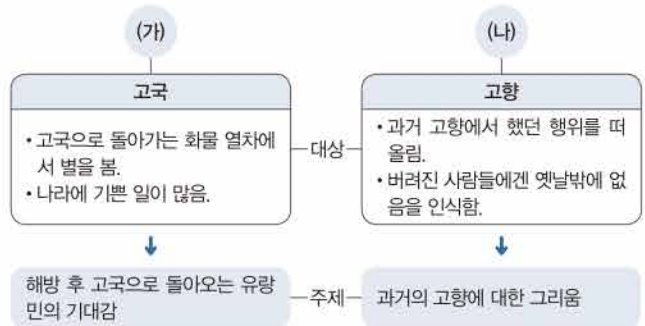 (가)
(나)
고국
고향
• 고국으로 돌아가는 화물 열차에
서 별을 봄.
• 나라에 기쁜 일이 많음.
대상
• 과거 고향에서 했던 행위를 떠
올림.
• 버려진 사람들에겐 옛날밖에 없
음을 인식함.
해방 후 고국으로 돌아오는 유랑
민의 기대감
주제
과거의 고향에 대한 그리움